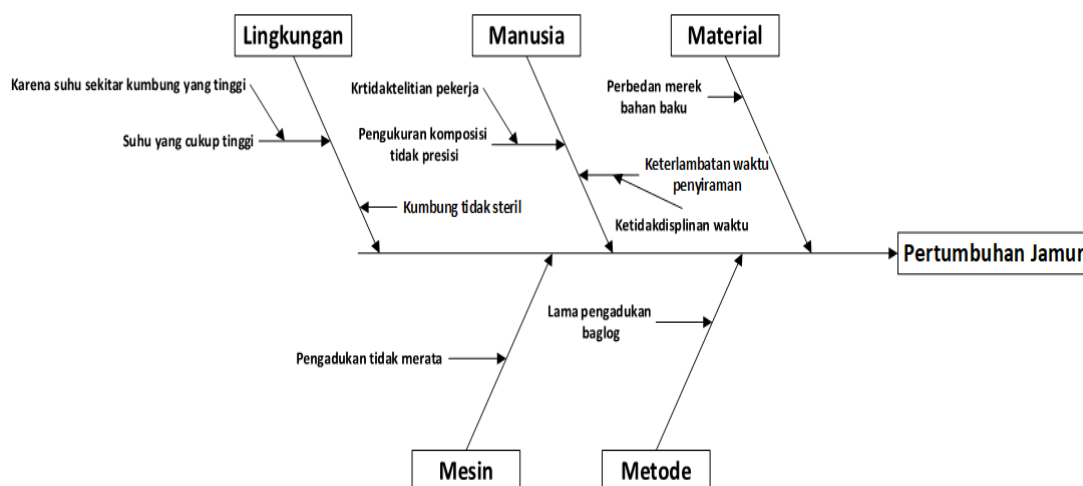 Lingkungan
Manusia
Material
Karena suhu sekitar kumbung yang tinggi
Suhu yang cukup tinggi
Kumbung tidak steril
Krtidaktelitian pekerja
Pengukuran komposisi
tidak presisi
Keterlambatan waktu
penyiraman
Ketidakdisplinan waktu
Perbedan merek
bahan baku
Pertumbuhan Jamur
Lama pengadukan
baglog
Pengadukan tidak merata
Mesin
Metode